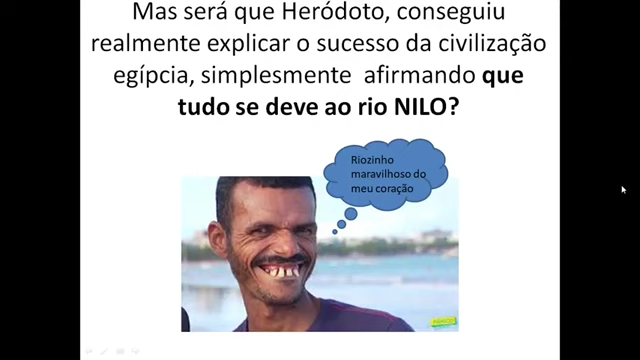 Mas será que Heródoto, conseguiu
realmente explicar o sucesso da civilização
egípcia, simplesmente afirmando que
tudo se deve ao rio NILO?
Riozinho
maravilhoso do
meu coração